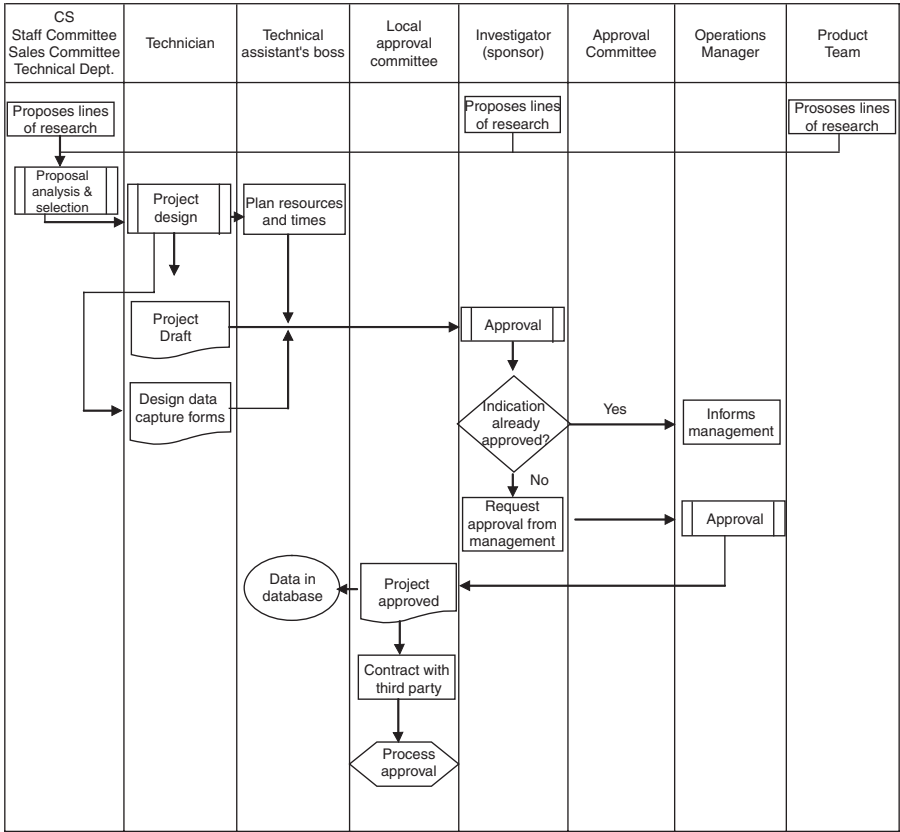 CS
Staff Committee
Sales Committee
Technical Dept.
Technician
Technical
assistant's boss
Local
approval
committee
Investigator
(sponsor)
Approval
Committee
Operations
Manager
Product
Team
Proposes lines
of research
Proposes lines
of research
Prososes lines
of research
Proposal
analysis &
selection
Project
design
Plan resources
and times
Project
Draft
Approval
Design data
capture forms
Indication
already
approved?
Yes
Informs
management
No
Request
approval from
management
Approval
Data in
database
Project
approved
Contract with
third party
Process
approval